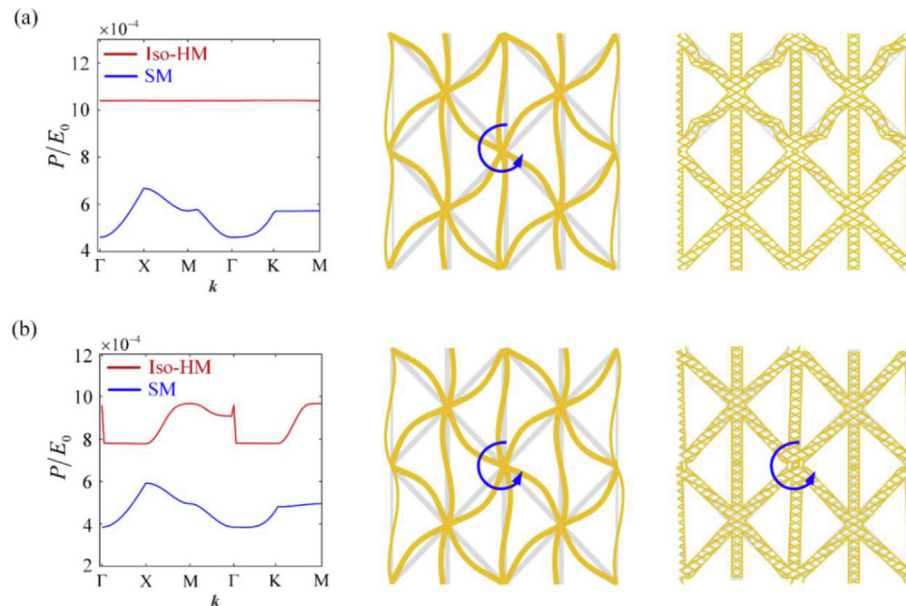 (a)
×10⁻⁴
Iso-HM
SM
P/E₀
12
10
8
6
4
Γ X M Γ K M
k
(b)
×10⁻⁴
Iso-HM
SM
P/E₀
12
10
8
6
4
2
Γ X M Γ K M
k